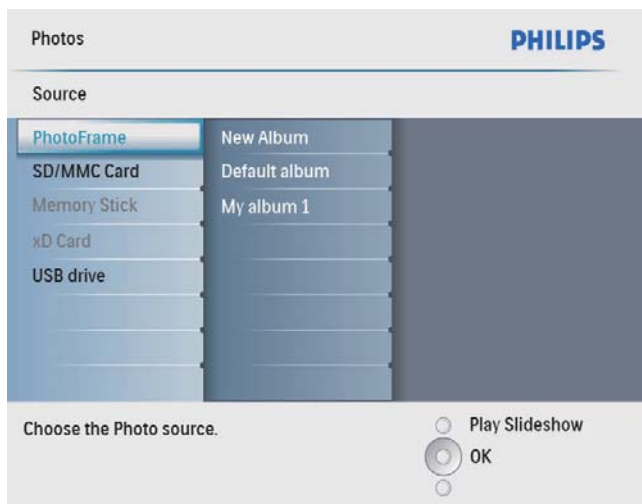 Photos
PHILIPS
Source
PhotoFrame
New Album
SD/MMC Card
Default album
Memory Stick
My album 1
xD Card
USB drive
Choose the Photo source.
Play Slideshow
OK